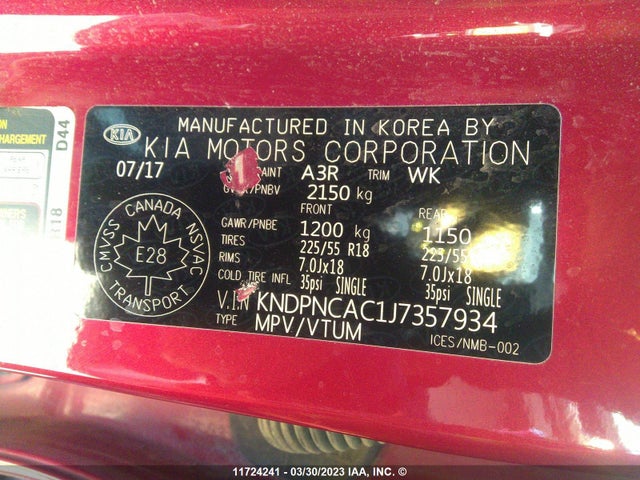 KIA
MANUFACTURED IN KOREA BY
KIA MOTORS CORPORATION
07/17
1
A3R TRIM WK
2150 kg
FRONT
GAWR/PNBE 1200 kg 1150
TIRES 225/55 R18
RIMS 7.0Jx18 7.0Jx18
COLD TIRE INFL 35psi SINGLE 35psi SINGLE
V.I.N KNDPNCAC1J7357934
TYPE MPV/VTUM
ICES/NMB-002
CANADA NSVAC
CMVSS
E28
TRANSPORT
D44
R18
11724241 - 03/30/2023 IAA, INC. ©